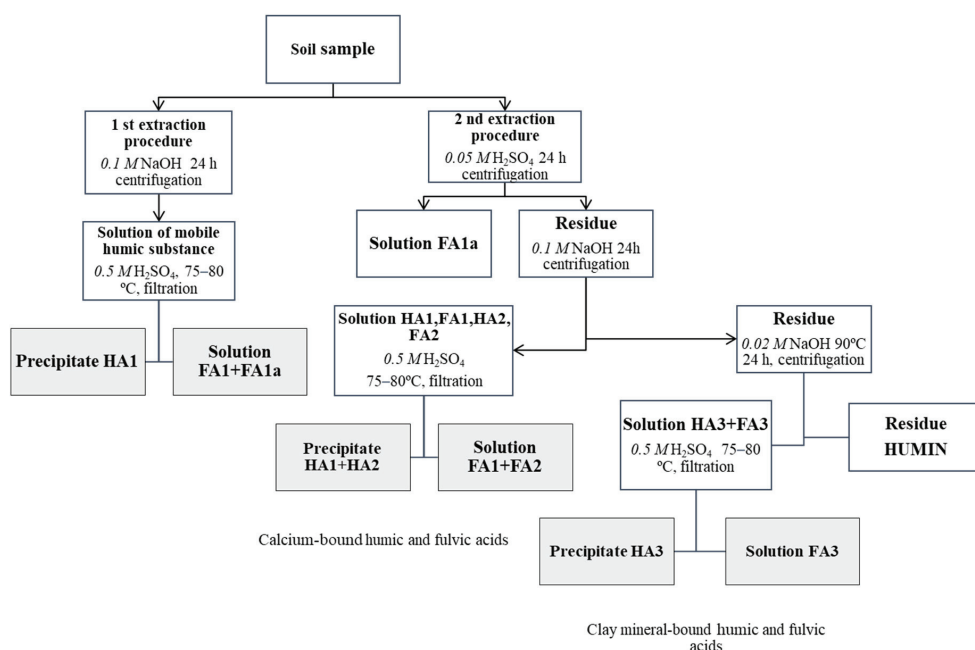 Soil sample
1 st extraction
procedure
0.1 M NaOH 24 h
centrifugation
2 nd extraction
procedure
0.05 M H₂SO₄ 24 h
centrifugation
Solution of mobile
humic substance
0.5 M H₂SO₄, 75–80
ºC, filtration
Solution FA1a
Residue
0.1 M NaOH 24h
centrifugation
Precipitate HA1
Solution
FA1+FA1a
Solution HA1,FA1,HA2,
FA2
0.5 M H₂SO₄
75–80ºC, filtration
Residue
0.02 M NaOH 90ºC
24 h, centrifugation
Precipitate
HA1+HA2
Solution
FA1+FA2
Solution HA3+FA3
0.5 M H₂SO₄ 75–80
ºC, filtration
Residue
HUMIN
Calcium-bound humic and fulvic acids
Precipitate HA3
Solution FA3
Clay mineral-bound humic and fulvic
acids